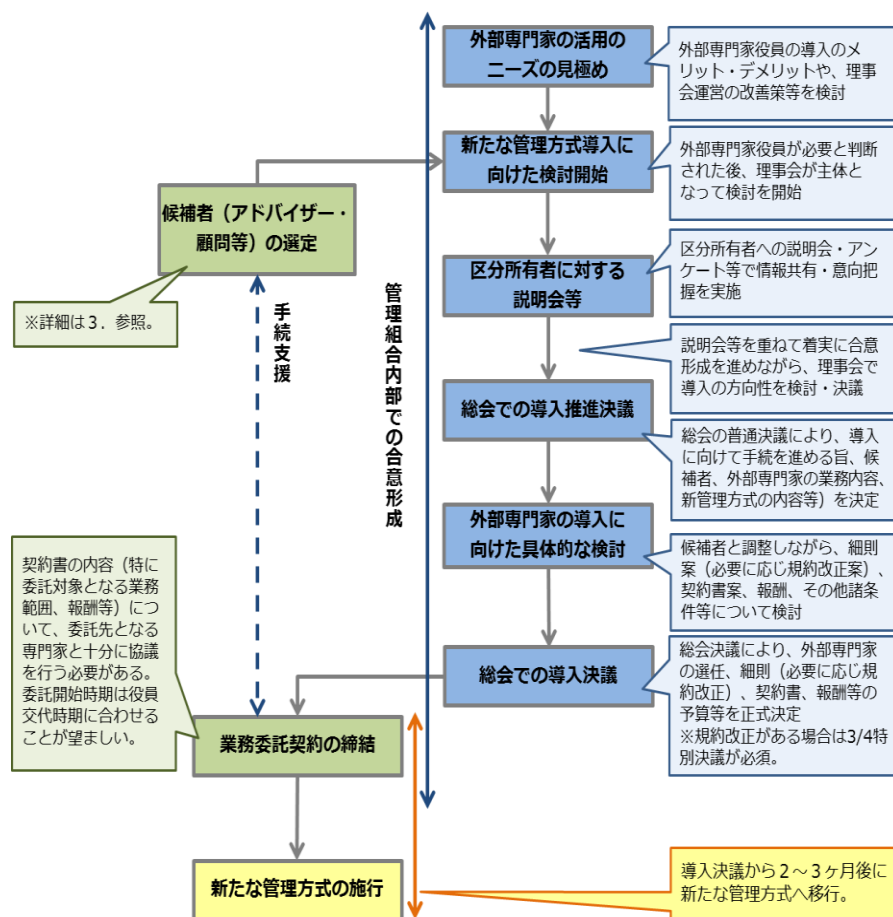 外部専門家の活用の
ニーズの見極め
外部専門家役員の導入のメ
リット・デメリットや、理事
会運営の改善策等を検討
新たな管理方式導入に
向けた検討開始
外部専門家役員が必要と判断
された後、理事会が主体と
なって検討を開始
候補者（アドバイザー・
顧問等）の選定
※詳細は３．参照。
区分所有者に対する
説明会等
区分所有者への説明会・アン
ケート等で情報共有・意向把
握を実施
手続支援
管理組合内部での合意形成
説明会等を重ねて着実に合意
形成を進めながら、理事会で
導入の方向性を検討・決議
総会での導入推進決議
総会の普通決議により、導入
に向けて手続を進める旨、候
補者、外部専門家の業務内容、
新管理方式の内容等）を決定
外部専門家の導入に
向けた具体的な検討
候補者と調整しながら、細則
案（必要に応じ規約改正案）、
契約書案、報酬、その他諸条
件等について検討
契約書の内容（特に
委託対象となる業務
範囲、報酬等）につ
いて、委託先となる
専門家と十分に協議
を行う必要がある。
委託開始時期は役員
交代時期に合わせる
ことが望ましい。
総会での導入決議
総会決議により、外部専門家
の選任、細則（必要に応じ規
約改正）、契約書、報酬等の
予算等を正式決定
※規約改正がある場合は3/4特
別決議が必須。
業務委託契約の締結
新たな管理方式の施行
導入決議から２～３ヶ月後に
新たな管理方式へ移行。